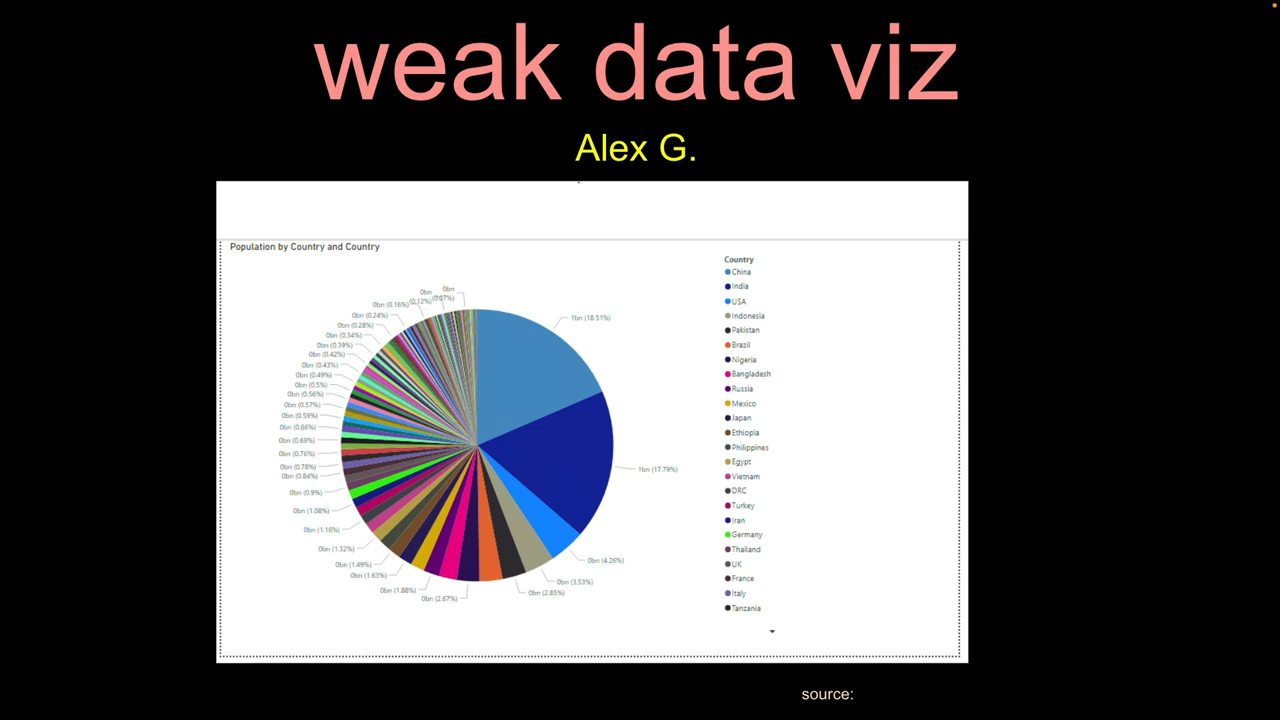 weak data viz
Alex G.
Population by Country and Country
Country
China
India
USA
Indonesia
Pakistan
Brazil
Nigeria
Bangladesh
Russia
Mexico
Japan
Ethiopia
Philippines
Egypt
Vietnam
DRC
Turkey
Iran
Germany
Thailand
UK
France
Italy
Tanzania
1bn (18.51%)
1bn (17.79%)
0bn (4.26%)
0bn (3.53%)
0bn (2.85%)
0bn (2.67%)
0bn (1.88%)
0bn (1.63%)
0bn (1.49%)
0bn (1.32%)
0bn (1.16%)
0bn (1.08%)
0bn (0.9%)
0bn (0.84%)
0bn (0.78%)
0bn (0.76%)
0bn (0.69%)
0bn (0.66%)
0bn (0.59%)
0bn (0.57%)
0bn (0.56%)
0bn (0.5%)
0bn (0.49%)
0bn (0.43%)
0bn (0.42%)
0bn (0.39%)
0bn (0.34%)
0bn (0.28%)
0bn (0.24%)
0bn (0.16%)
0bn
(0.12%)
0bn
(0.07%)
source: